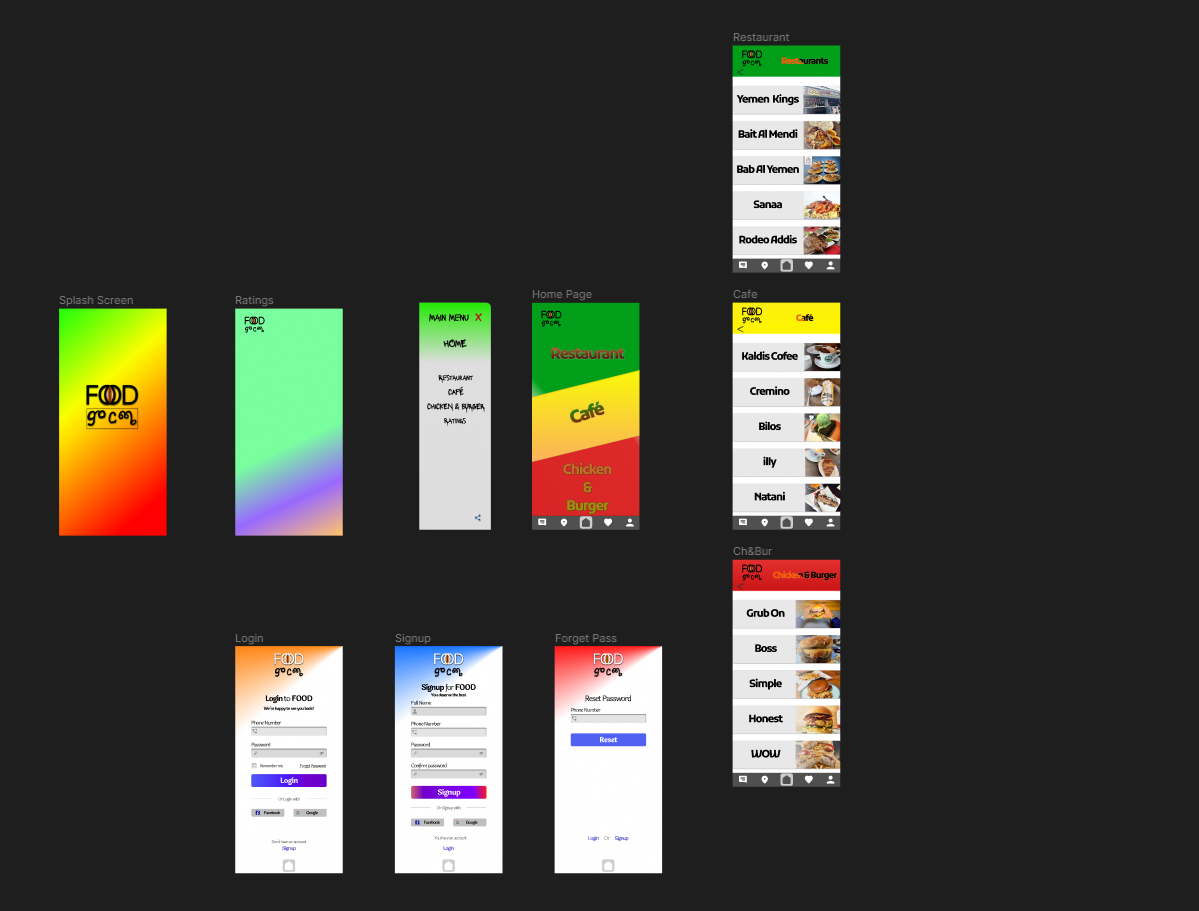 Restaurant
FOOD
Restaurants
<
Yemen Kings
Bait Al Mendi
Bab Al Yemen
Sanaa
Rodeo Addis
Splash Screen
FOOD
Ratings
FOOD
MAIN MENU X
HOME
RESTAURANT
CAFÉ
CHICKEN & BURGER
RATINGS
Home Page
FOOD
Restaurant
Café
Chicken
&
Burger
Cafe
FOOD
Café
<
Kaldis Cofee
Cremino
Bilos
illy
Natani
Ch&Bur
FOOD
Chicken & Burger
<
Grub On
Boss
Simple
Honest
WOW
Login
FOOD
Login to FOOD
We're happy to see you back!
Phone Number
Password
Remember me Forgot Password
Login
Or Login with
Facebook Google
Don't have an account
Signup
Signup
FOOD
Signup for FOOD
You deserve the best
Full Name
Phone Number
Password
Confirm password
Signup
Or Signup with
Facebook Google
You have an account
Login
Forget Pass
FOOD
Reset Password
Phone Number
Reset
Login Or Signup